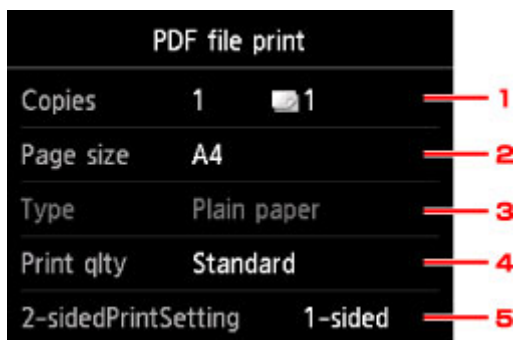 PDF file print
Copies 1 1 1
Page size A4 2
Type Plain paper 3
Print qlty Standard 4
2-sidedPrintSetting 1-sided 5